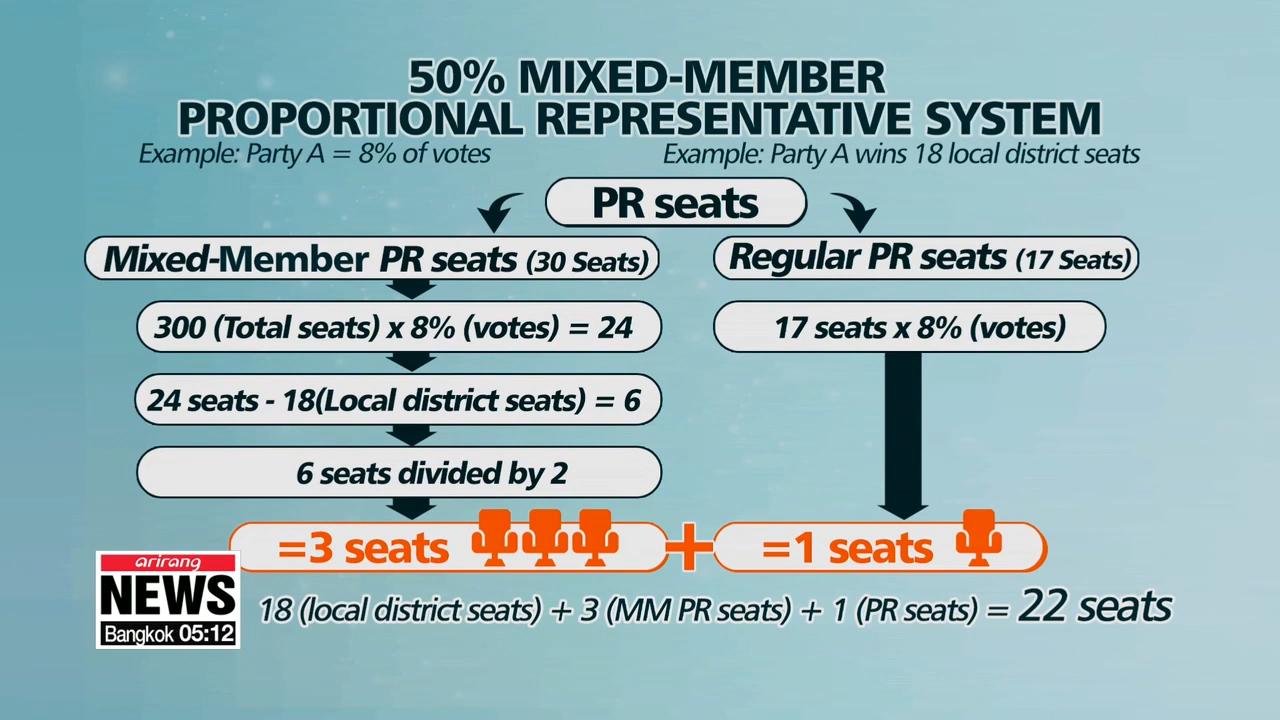 50% MIXED-MEMBER
PROPORTIONAL REPRESENTATIVE SYSTEM
Example: Party A = 8% of votes
Example: Party A wins 18 local district seats
PR seats
Mixed-Member PR seats (30 Seats)
Regular PR seats (17 Seats)
300 (Total seats) x 8% (votes) = 24
17 seats x 8% (votes)
24 seats - 18(Local district seats) = 6
6 seats divided by 2
=3 seats
+
=1 seats
18 (local district seats) + 3 (MM PR seats) + 1 (PR seats) = 22 seats
arirang
NEWS
Bangkok 05:12